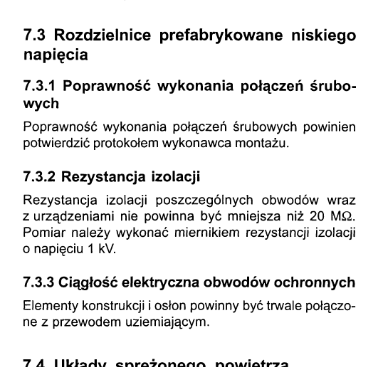 7.3 Rozdzielnice prefabrykowane niskiego
napięcia
7.3.1 Poprawność wykonania połączeń śrubo-
wych
Poprawność wykonania połączeń śrubowych powinien
potwierdzić protokołem wykonawca montażu.
7.3.2 Rezystancja izolacji
Rezystancja izolacji poszczególnych obwodów wraz
z urządzeniami nie powinna być mniejsza niż 20 MΩ.
Pomiar należy wykonać miernikiem rezystancji izolacji
o napięciu 1 kV.
7.3.3 Ciągłość elektryczna obwodów ochronnych
Elementy konstrukcji i osłon powinny być trwale połączo-
ne z przewodem uziemiającym.
7.4 Układy sprężonego powietrza